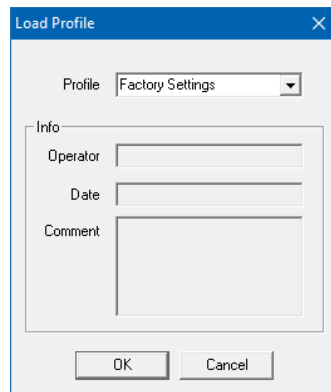 Load Profile
Profile Factory Settings
Info
Operator
Date
Comment
OK Cancel